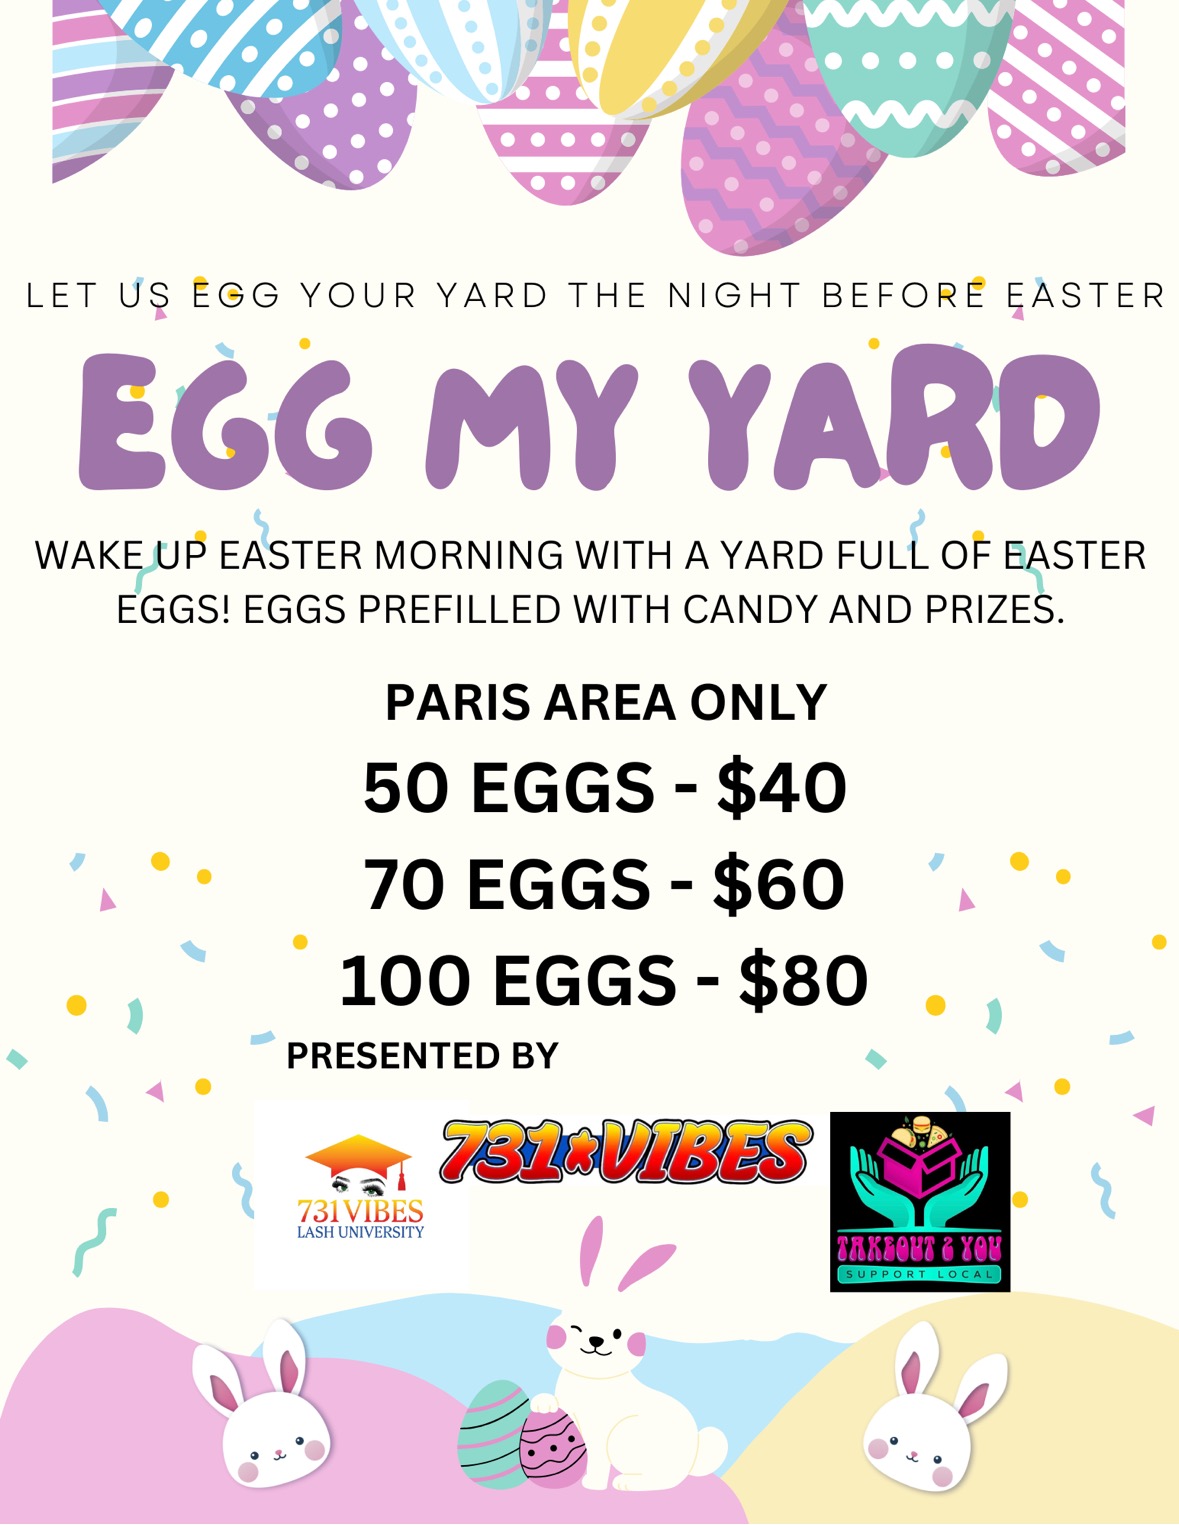 LET US EGG YOUR YARD THE NIGHT BEFORE EASTER
EGG MY YARD
WAKE UP EASTER MORNING WITH A YARD FULL OF EASTER
EGGS! EGGS PREFILLED WITH CANDY AND PRIZES.
PARIS AREA ONLY
50 EGGS - $40
70 EGGS - $60
100 EGGS - $80
PRESENTED BY
731 VIBES
LASH UNIVERSITY
731 VIBES
TAKEOUT 2 YOU
SUPPORT LOCAL